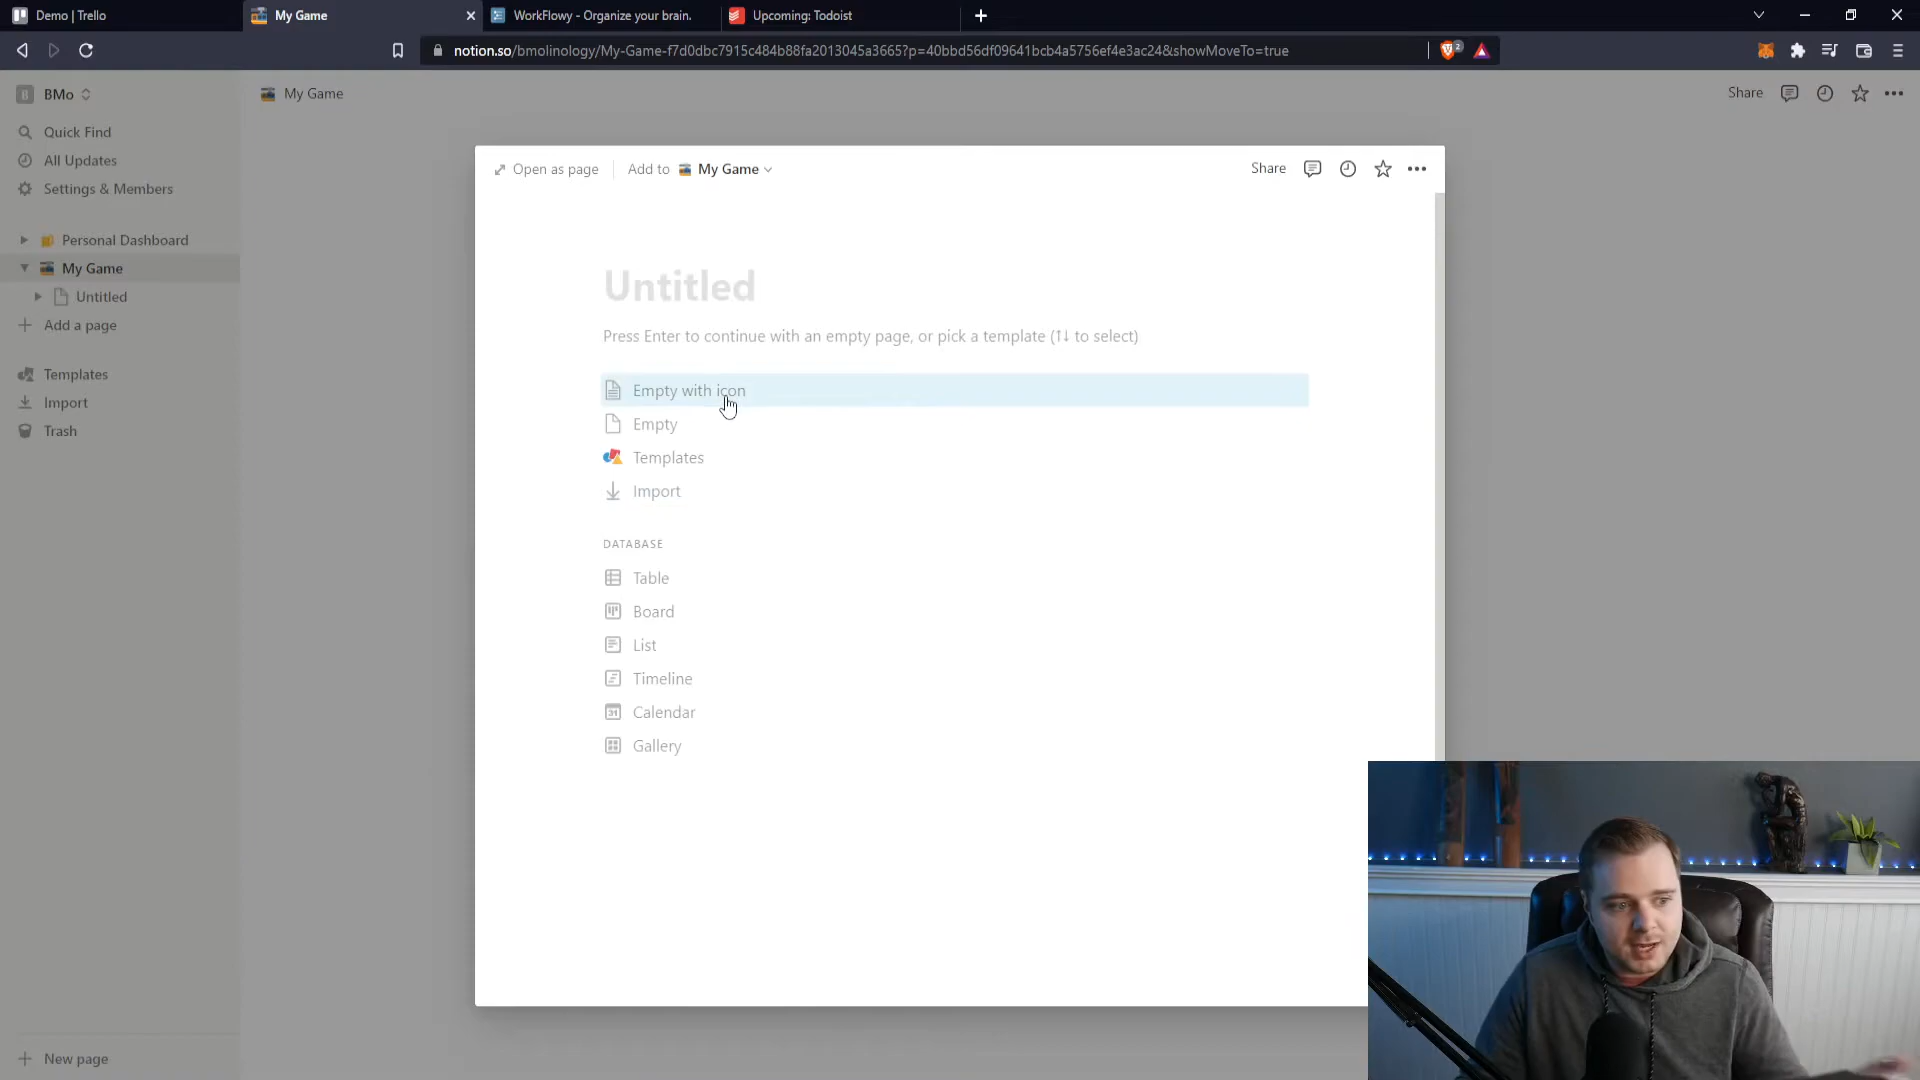 Demo | Trello
My Game
WorkFlowy - Organize your brain.
Upcoming: Todoist
notion.so/bmolinology/My-Game-f7d0dbc7915c484b88fa2013045a3665?p=40bbd56df09641bcb4a5756ef4e3ac24&showMoveTo=true
2
B BMo
My Game
Share
Quick Find
All Updates
Settings & Members
Personal Dashboard
My Game
Untitled
Add a page
Templates
Import
Trash
New page
Open as page
Add to My Game
Share
Untitled
Press Enter to continue with an empty page, or pick a template (↑↓ to select)
Empty with icon
Empty
Templates
Import
DATABASE
Table
Board
List
Timeline
31 Calendar
Gallery